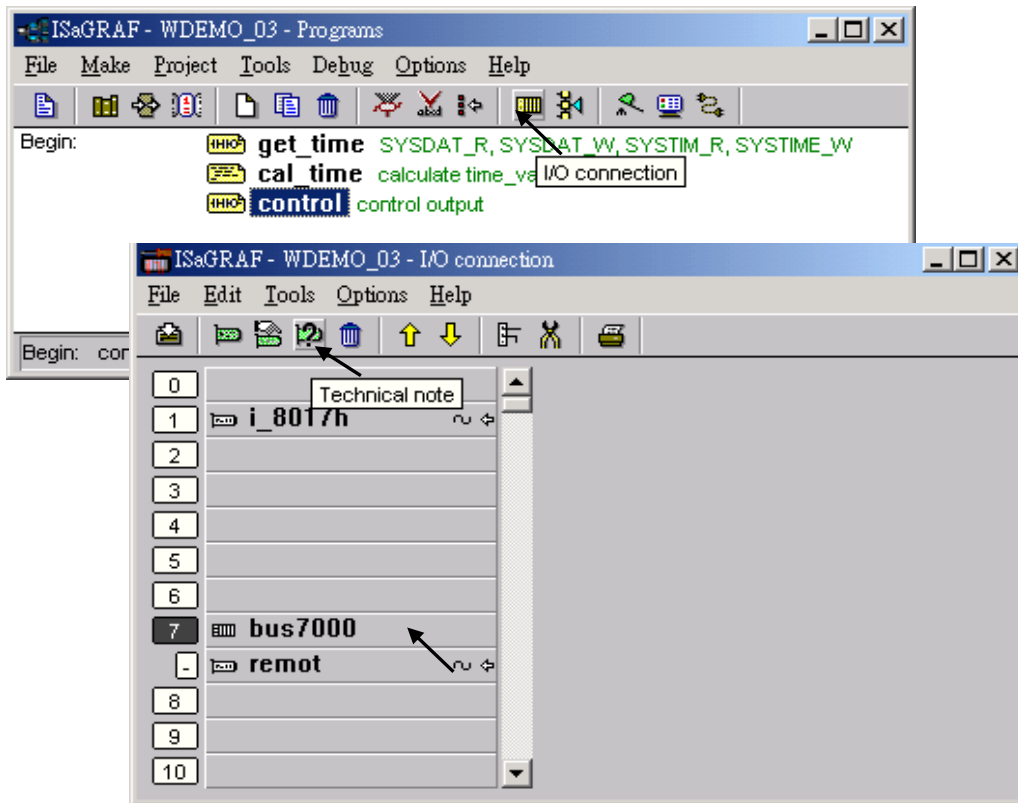 ISaGRAF - WDEMO_03 - Programs
File Make Project Tools Debug Options Help
Begin:
get_time SYSDAT_R, SYSDAT_W, SYSTIM_R, SYSTIME_W
cal_time calculate time_va
I/O connection
control control output
Begin: cor
ISaGRAF - WDEMO_03 - I/O connection
File Edit Tools Options Help
Technical note
0
1 i_8017h
2
3
4
5
6
7 bus7000
- remot
8
9
10